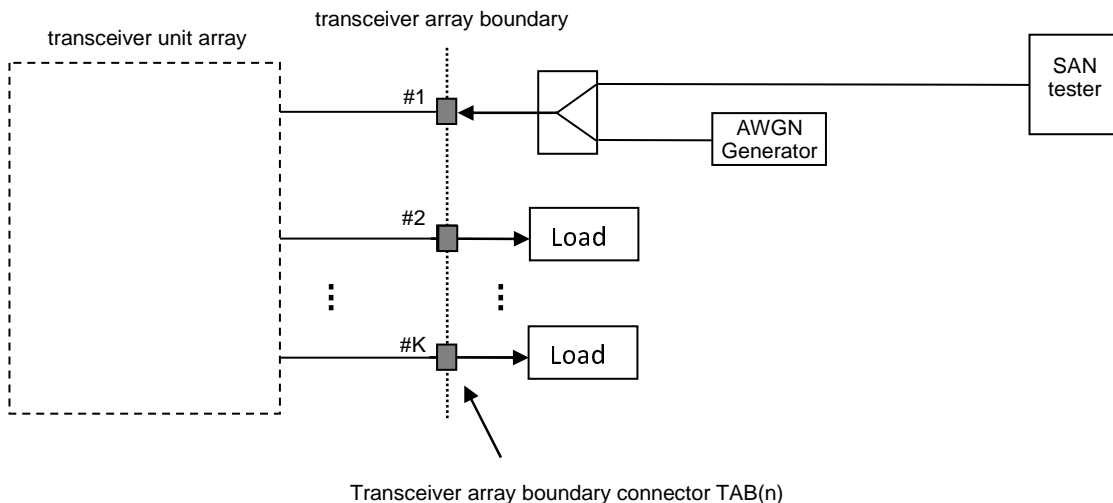 transceiver array boundary
transceiver unit array
SAN
tester
#1
AWGN
Generator
#2
Load
#K
Load
Transceiver array boundary connector TAB(n)